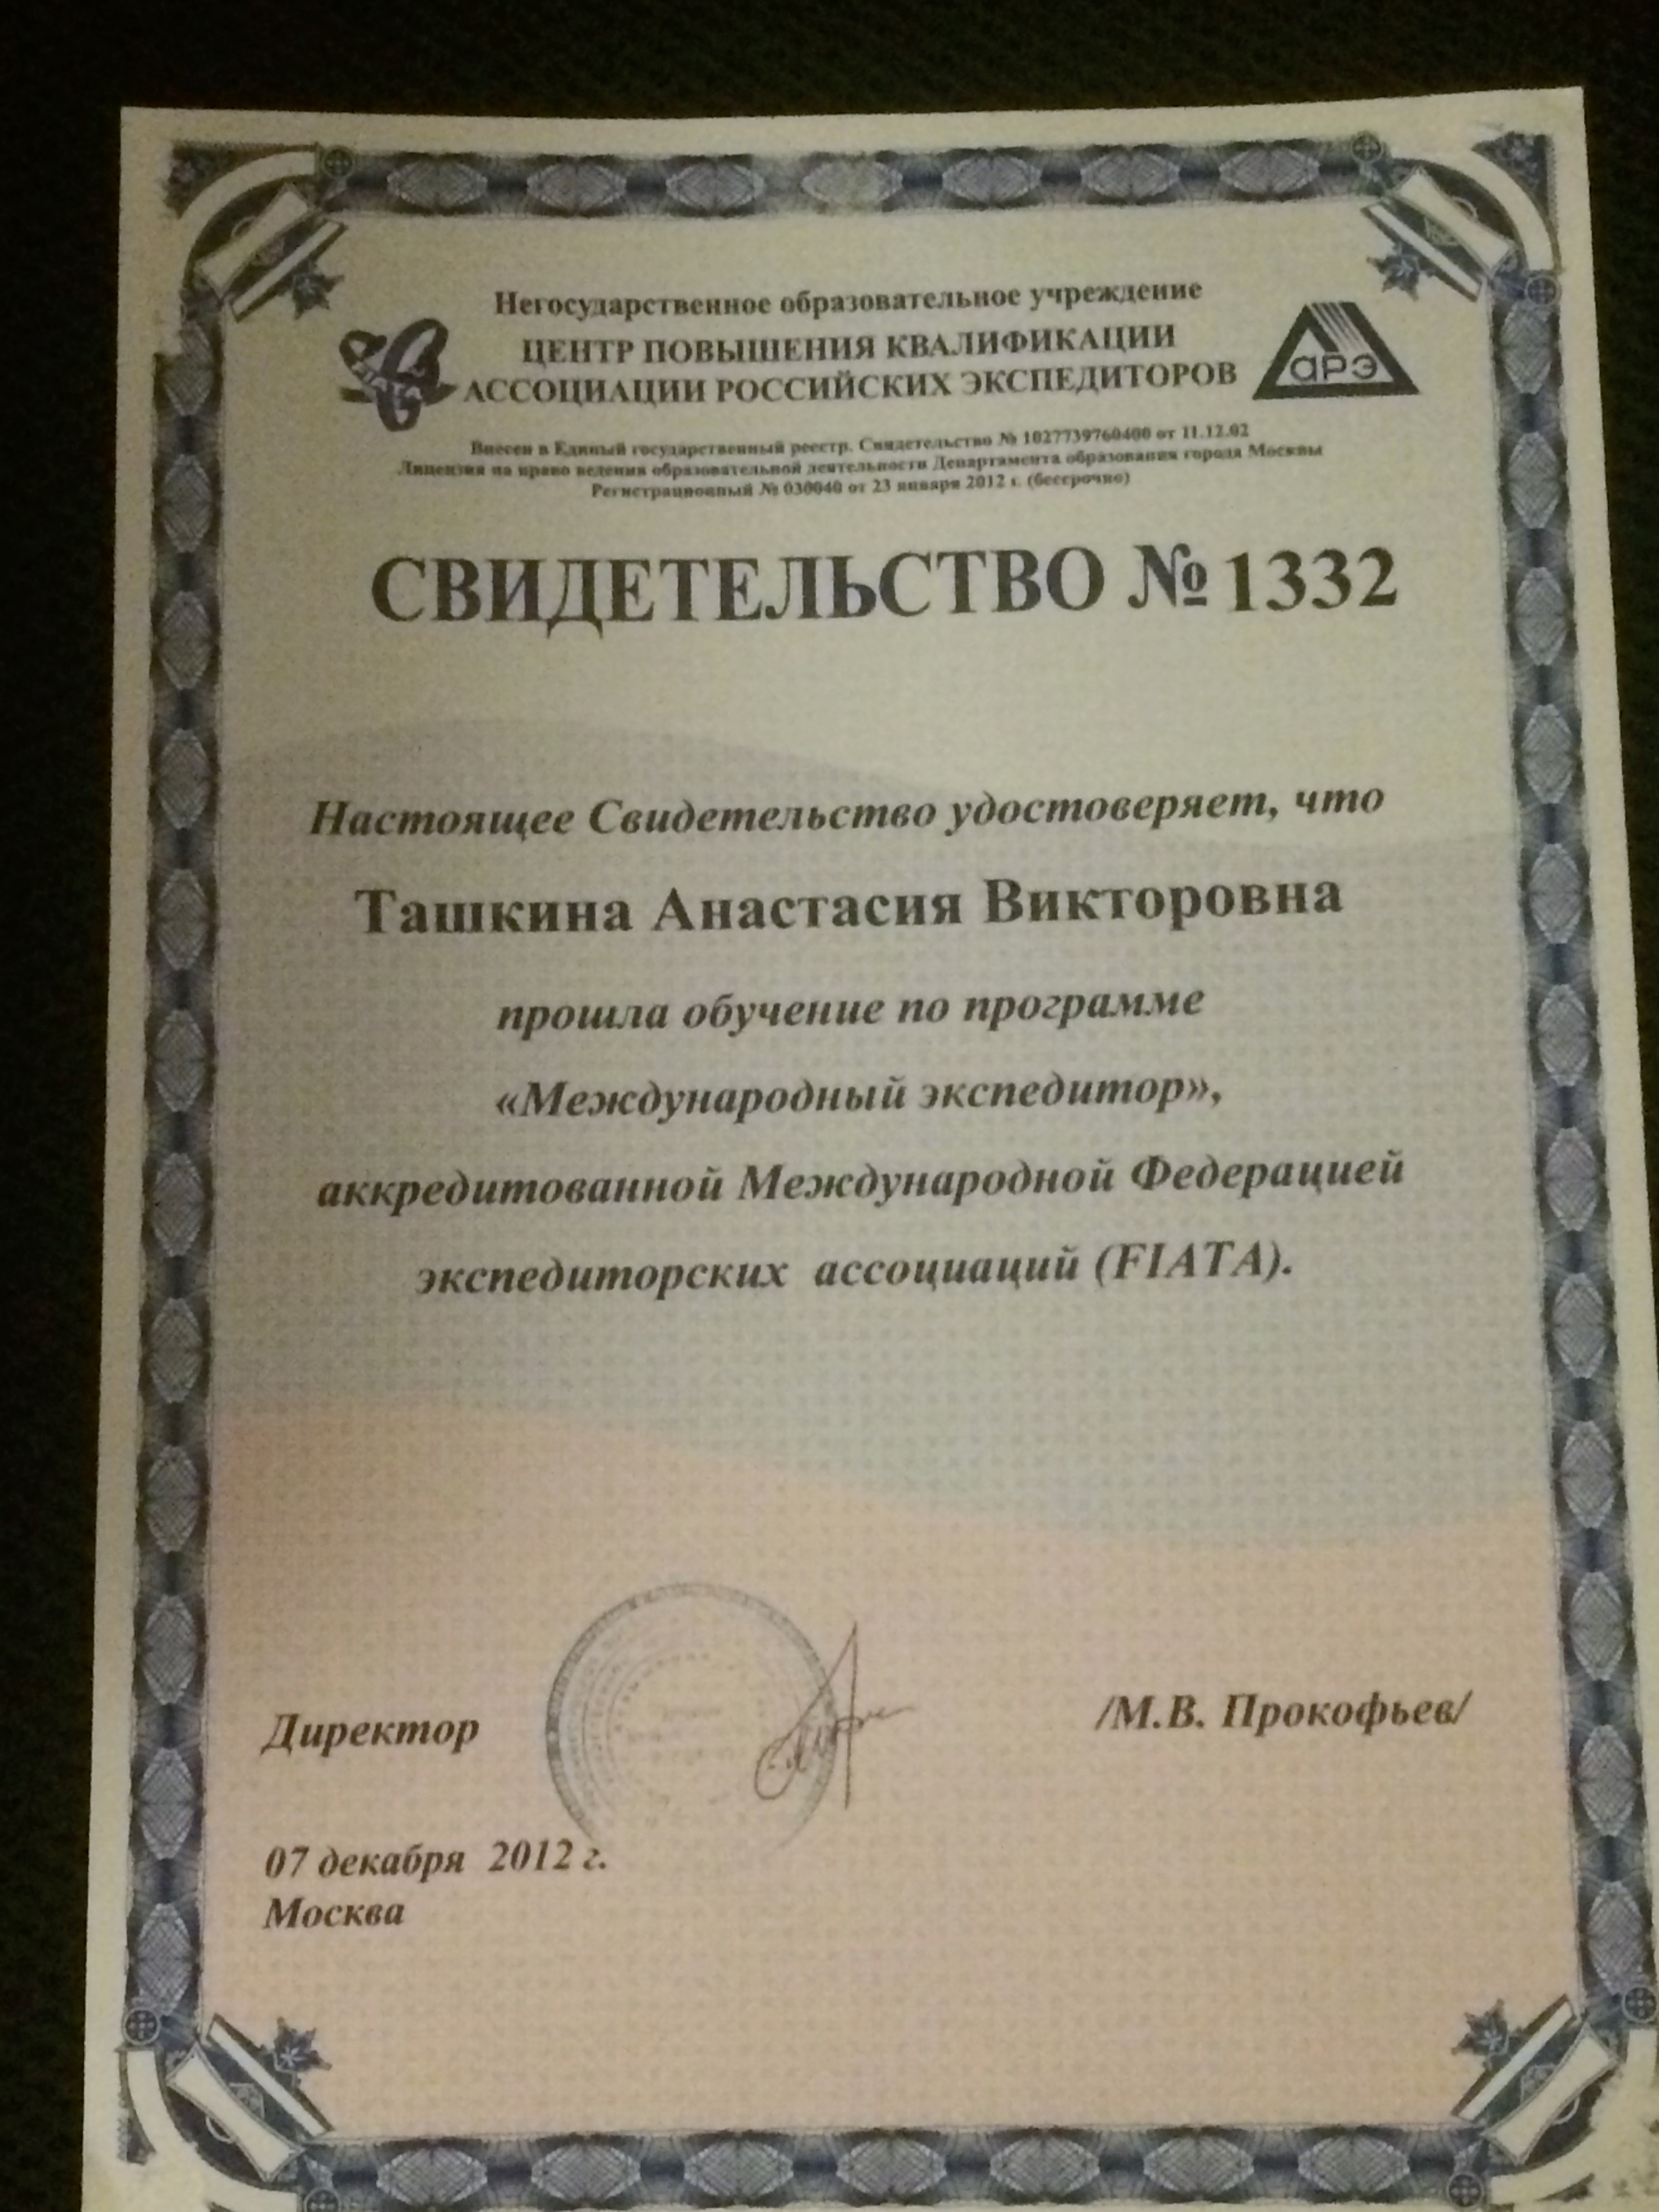 Негосударственное образовательное учреждение
ЦЕНТР ПОВЫШЕНИЯ КВАЛИФИКАЦИИ
АССОЦИАЦИИ РОССИЙСКИХ ЭКСПЕДИТОРОВ
аРЭ
Внесен в Единый государственный реестр. Свидетельство № 1027739760400 от 11.12.02
Лицензия на право ведения образовательной деятельности Департамента образования города Москвы
Регистрационный № 030040 от 23 января 2012 г. (бессрочно)
СВИДЕТЕЛЬСТВО № 1332
Настоящее Свидетельство удостоверяет, что
Ташкина Анастасия Викторовна
прошла обучение по программе
«Международный экспедитор»,
аккредитованной Международной Федерацией
экспедиторских ассоциаций (FIATA).
Директор /М.В. Прокофьев/
07 декабря 2012 г.
Москва